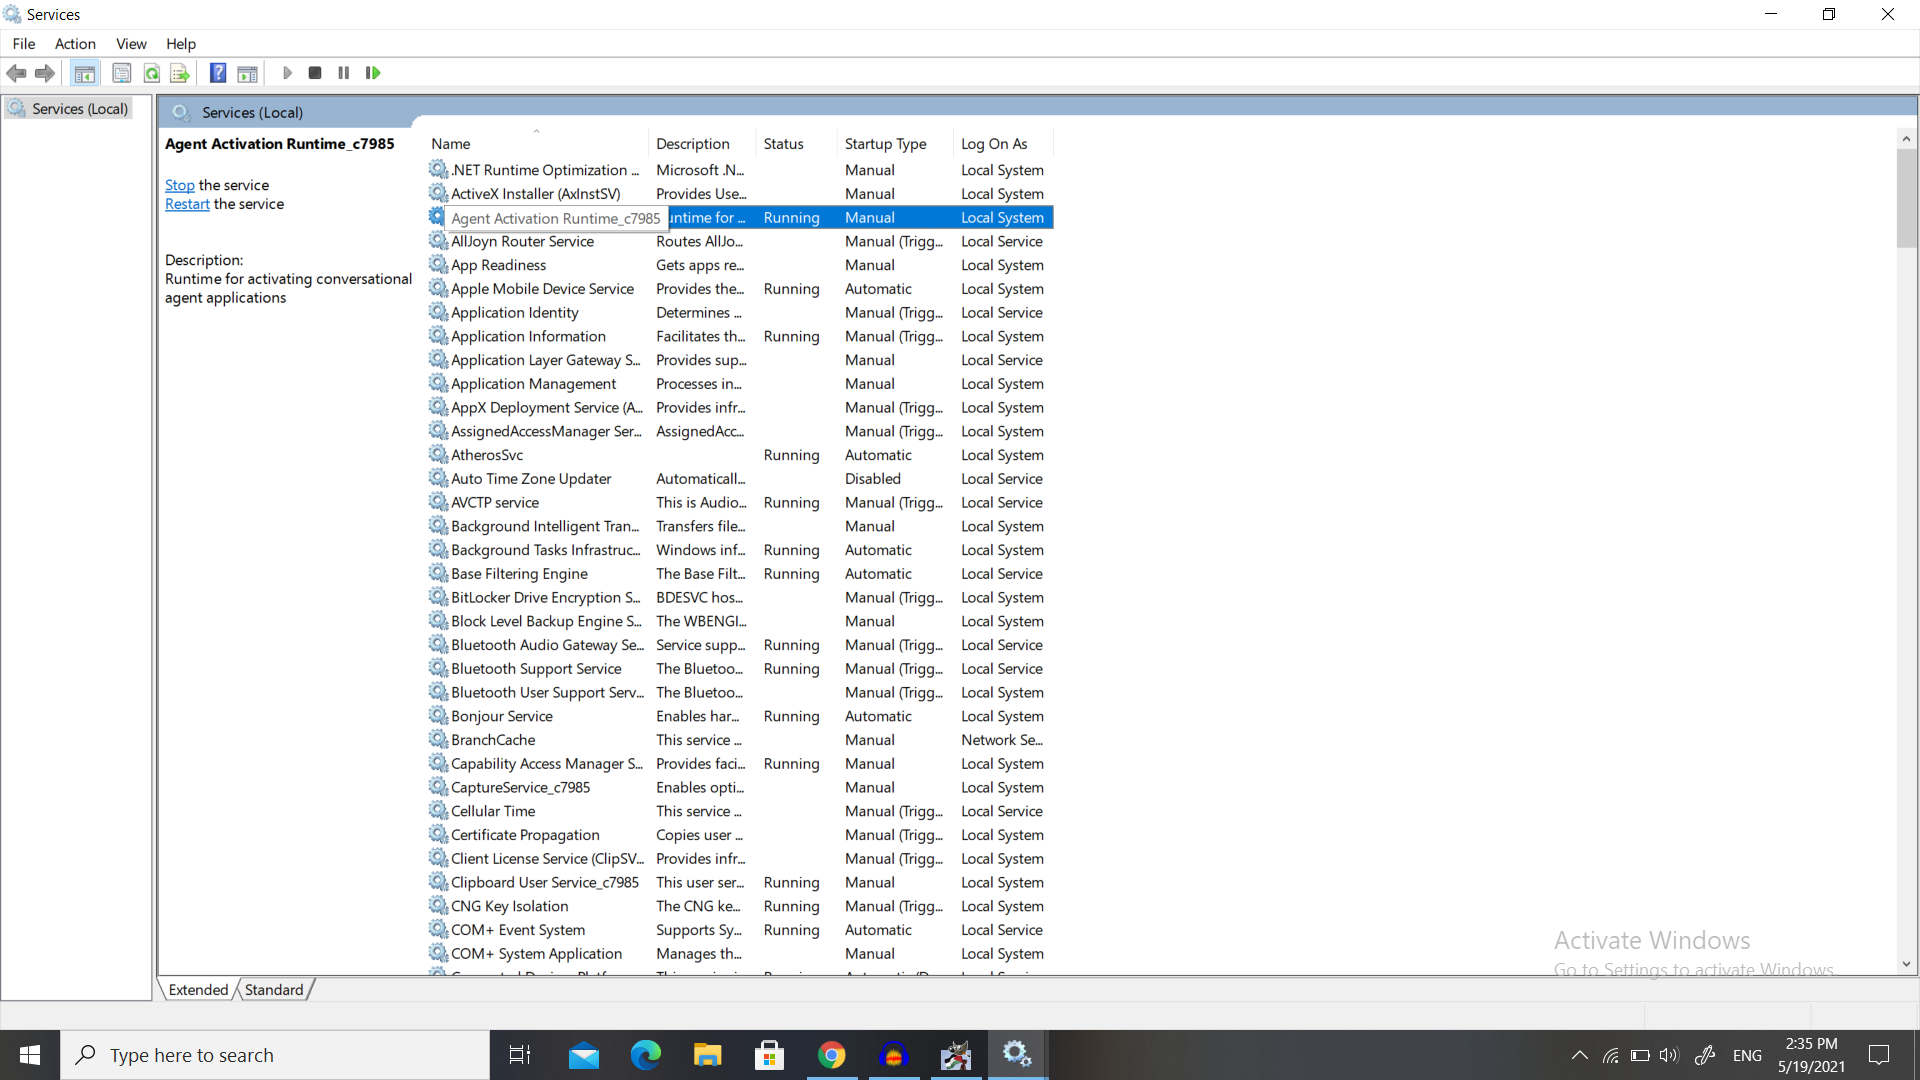 Services
File Action View Help
Services (Local)
Services (Local)
Agent Activation Runtime_c7985
Stop the service
Restart the service
Description:
Runtime for activating conversational
agent applications
Name Description Status Startup Type Log On As
.NET Runtime Optimization ... Microsoft .N... Manual Local System
ActiveX Installer (AxInstSV) Provides Use... Manual Local System
Agent Activation Runtime_c7985 untime for ... Running Manual Local System
AllJoyn Router Service Routes AllJo... Manual (Trigg... Local Service
App Readiness Gets apps re... Manual Local System
Apple Mobile Device Service Provides the... Running Automatic Local System
Application Identity Determines ... Manual (Trigg... Local Service
Application Information Facilitates th... Running Manual (Trigg... Local System
Application Layer Gateway S... Provides sup... Manual Local Service
Application Management Processes in... Manual Local System
AppX Deployment Service (A... Provides infr... Manual (Trigg... Local System
AssignedAccessManager Ser... AssignedAcc... Manual (Trigg... Local System
AtherosSvc Running Automatic Local System
Auto Time Zone Updater Automaticall... Disabled Local Service
AVCTP service This is Audio... Running Manual (Trigg... Local Service
Background Intelligent Tran... Transfers file... Manual Local System
Background Tasks Infrastruc... Windows inf... Running Automatic Local System
Base Filtering Engine The Base Filt... Running Automatic Local Service
BitLocker Drive Encryption S... BDESVC hos... Manual (Trigg... Local System
Block Level Backup Engine S... The WBENGI... Manual Local System
Bluetooth Audio Gateway Se... Service supp... Running Manual (Trigg... Local Service
Bluetooth Support Service The Bluetoo... Running Manual (Trigg... Local Service
Bluetooth User Support Serv... The Bluetoo... Manual (Trigg... Local System
Bonjour Service Enables har... Running Automatic Local System
BranchCache This service ... Manual Network Se...
Capability Access Manager S... Provides faci... Running Manual Local System
CaptureService_c7985 Enables opti... Manual Local System
Cellular Time This service ... Manual (Trigg... Local Service
Certificate Propagation Copies user ... Manual (Trigg... Local System
Client License Service (ClipSV... Provides infr... Manual (Trigg... Local System
Clipboard User Service_c7985 This user ser... Running Manual Local System
CNG Key Isolation The CNG ke... Running Manual (Trigg... Local System
COM+ Event System Supports Sy... Running Automatic Local Service
COM+ System Application Manages th... Manual Local System
Activate Windows
Go to Settings to activate Windows.
Extended Standard
Type here to search
ENG
2:35 PM
5/19/2021